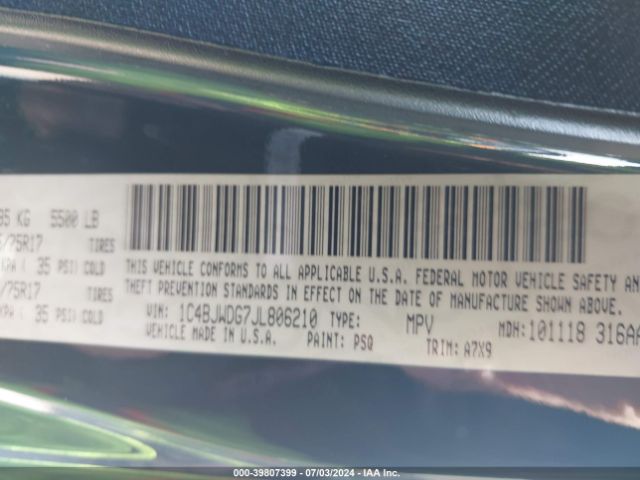 95 KG 5500 LB
/75R17 TIRES
KPA ( 35 PSI) COLD
/75R17 TIRES
KPA ( 35 PSI) COLD
THIS VEHICLE CONFORMS TO ALL APPLICABLE U.S.A. FEDERAL MOTOR VEHICLE SAFETY AN
THEFT PREVENTION STANDARDS IN EFFECT ON THE DATE OF MANUFACTURE SHOWN ABOVE.
VIN: 1C4BJWDG7JL806210 TYPE: MPV MDH:101118 316AA
VEHICLE MADE IN U.S.A. PAINT: PSQ TRIM: A7X9
000-39807399 - 07/03/2024 - IAA Inc.